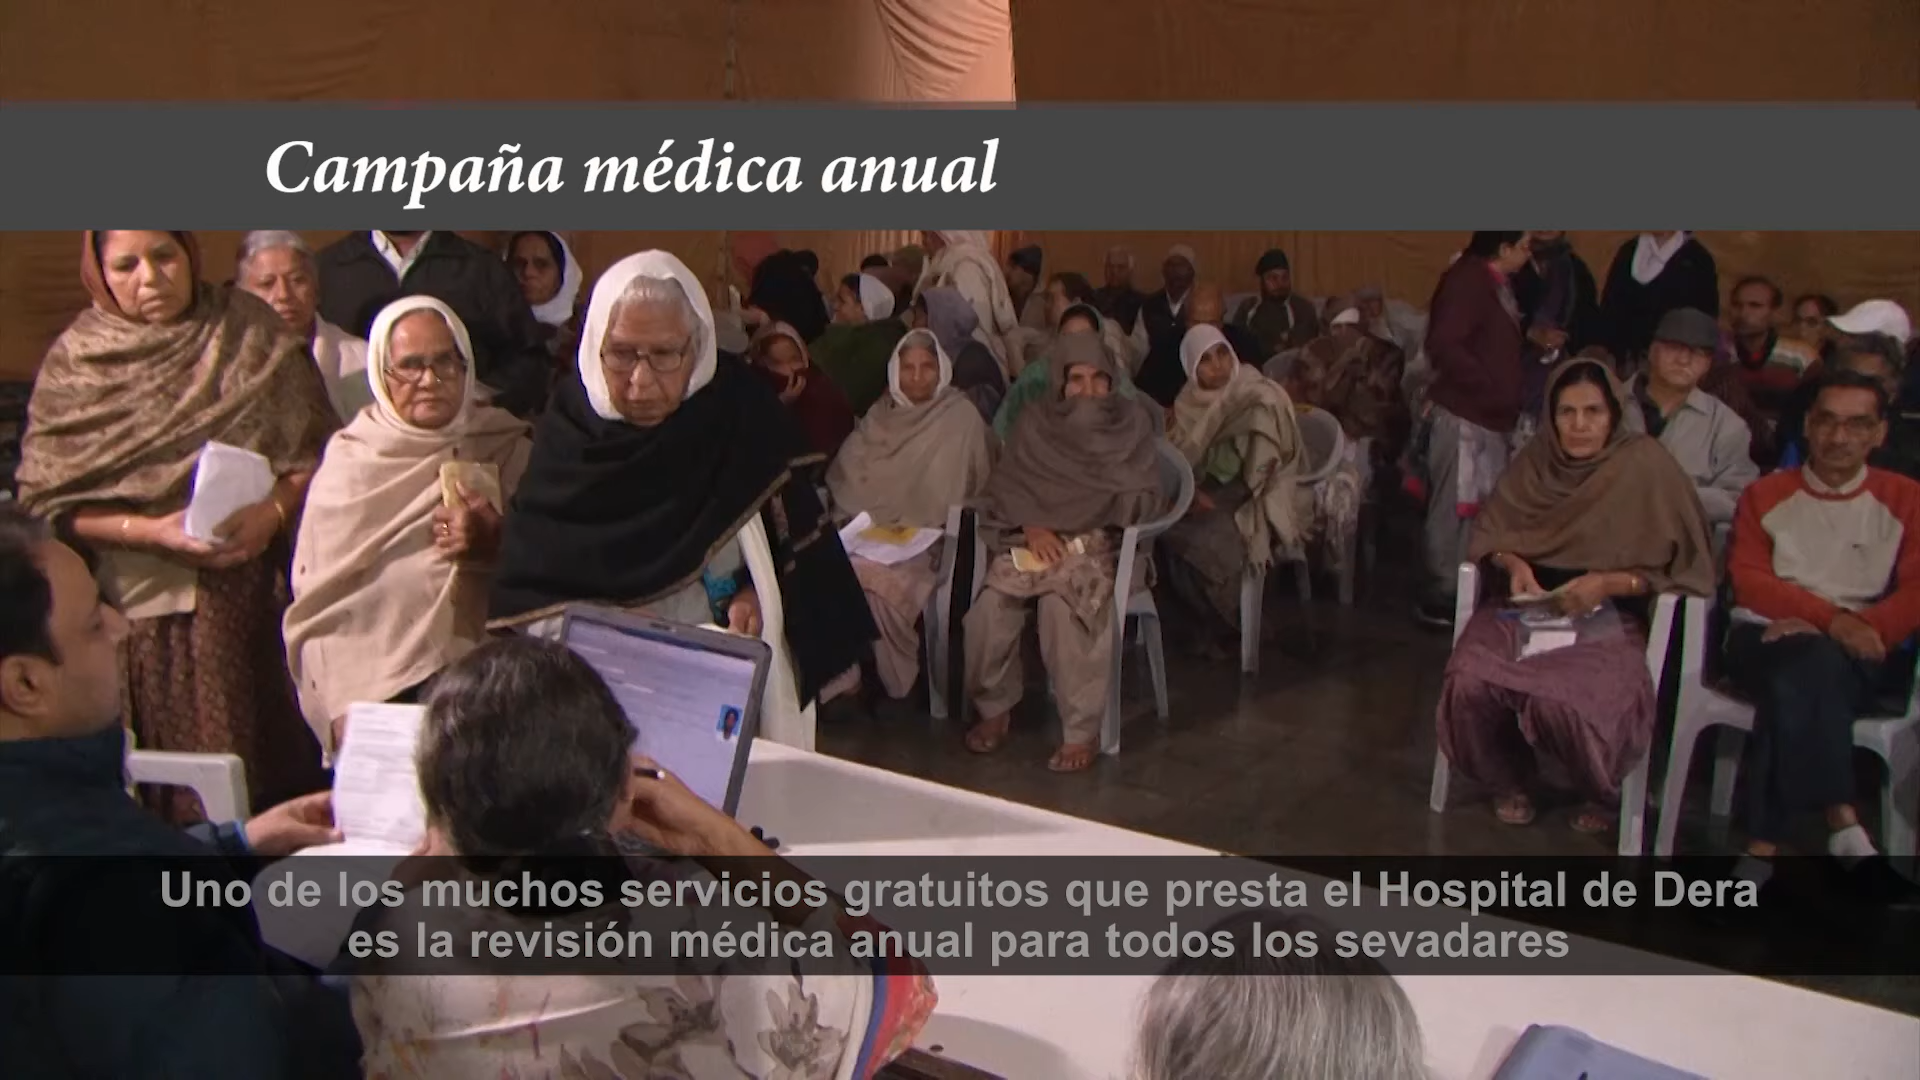 Campaña médica anual
Uno de los muchos servicios gratuitos que presta el Hospital de Dera
es la revisión médica anual para todos los sevadares